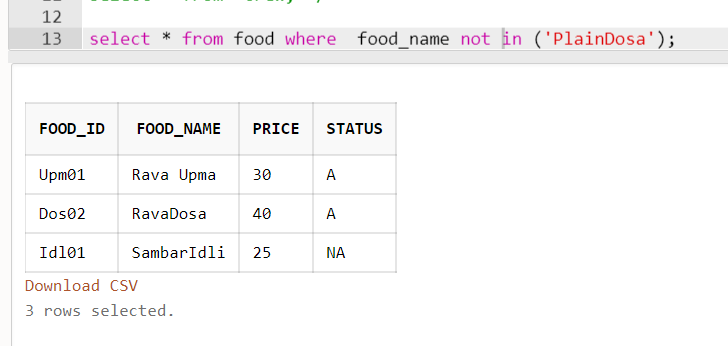 12
13 select * from food where  food_name not in ('PlainDosa');
FOOD_ID FOOD_NAME PRICE STATUS
Upm01 Rava Upma 30 A
Dos02 RavaDosa 40 A
Idl01 SambarIdli 25 NA
Download CSV
3 rows selected.